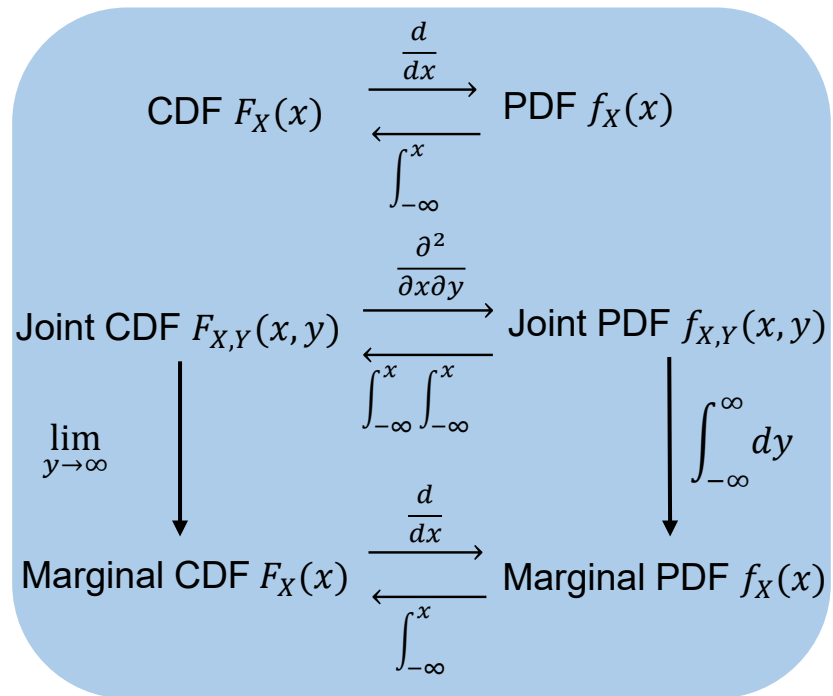 d/dx
CDF F_X(x) → PDF f_X(x)
←
∫_{-∞}^{x}
∂²/∂x∂y
Joint CDF F_{X,Y}(x, y) → Joint PDF f_{X,Y}(x, y)
←
∫_{-∞}^{x} ∫_{-∞}^{x}
lim_{y→∞} ∫_{-∞}^{∞} dy
d/dx
Marginal CDF F_X(x) → Marginal PDF f_X(x)
←
∫_{-∞}^{x}